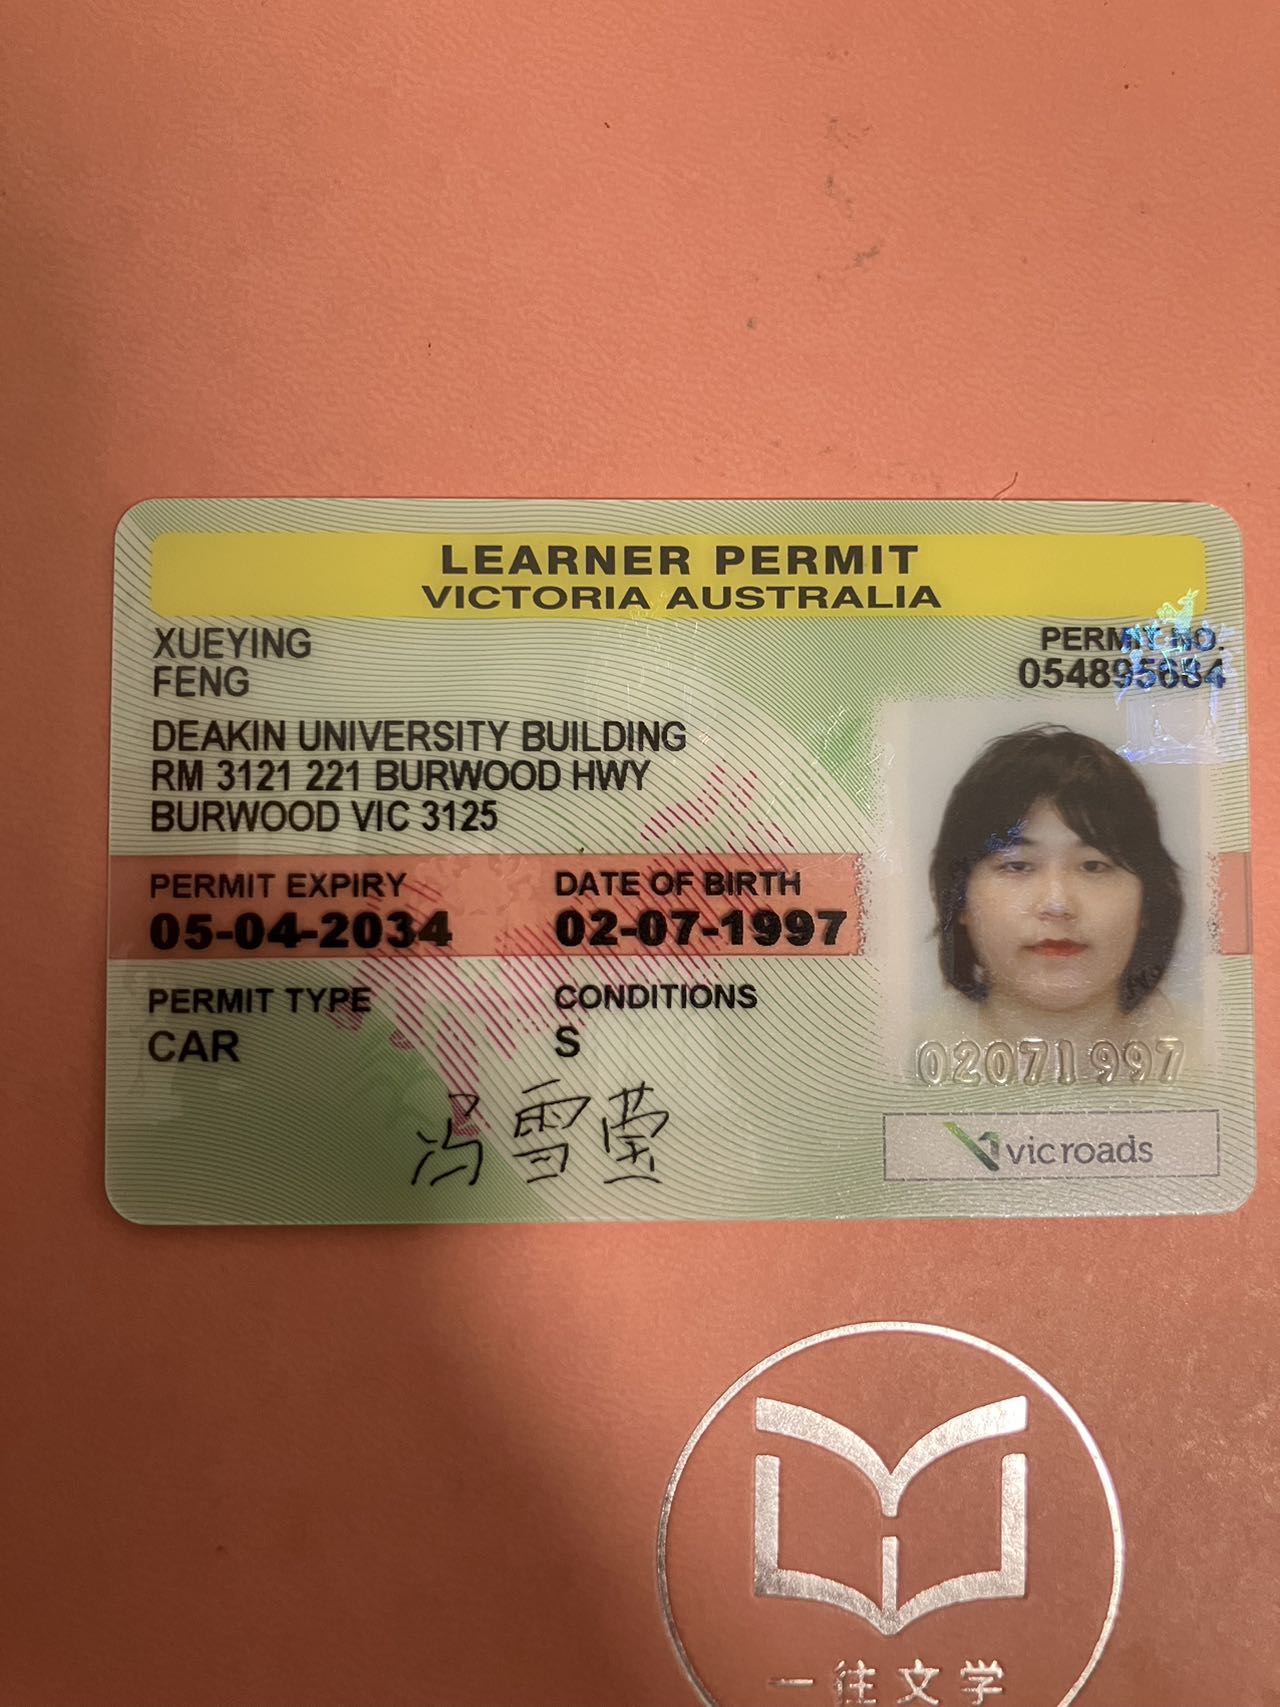 LEARNER PERMIT
VICTORIA AUSTRALIA
XUEYING
FENG
PERMIT NO.
054895684
DEAKIN UNIVERSITY BUILDING
RM 3121 221 BURWOOD HWY
BURWOOD VIC 3125
PERMIT EXPIRY
05-04-2034
DATE OF BIRTH
02-07-1997
PERMIT TYPE
CAR
CONDITIONS
S
02071997
冯雪莹
vicroads
一往文学